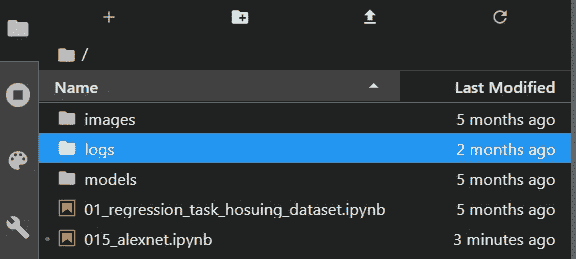 /
Name Last Modified
images 5 months ago
logs 2 months ago
models 5 months ago
01_regression_task_hosuing_dataset.ipynb 5 months ago
015_alexnet.ipynb 3 minutes ago